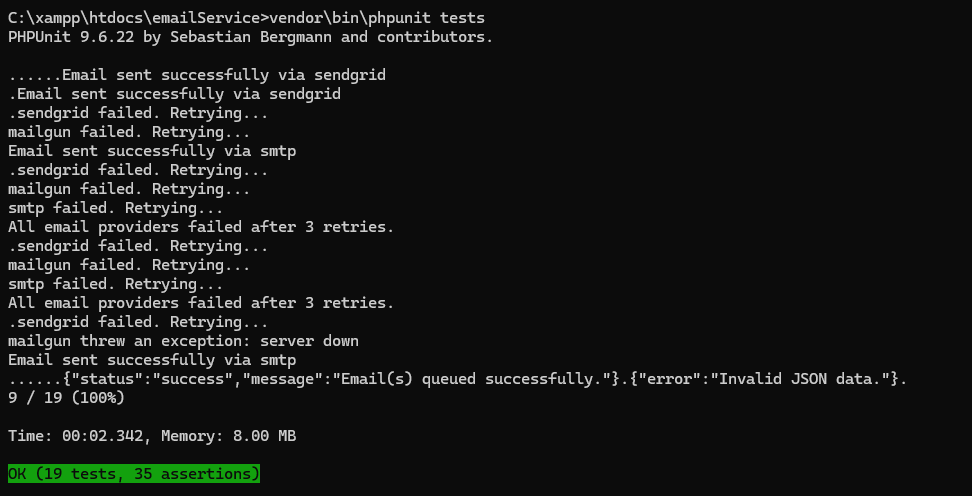 C:\xampp\htdocs\emailService>vendor\bin\phpunit tests
PHPUnit 9.6.22 by Sebastian Bergmann and contributors.
......Email sent successfully via sendgrid
.Email sent successfully via sendgrid
.sendgrid failed. Retrying...
mailgun failed. Retrying...
Email sent successfully via smtp
.sendgrid failed. Retrying...
mailgun failed. Retrying...
smtp failed. Retrying...
All email providers failed after 3 retries.
.sendgrid failed. Retrying...
mailgun failed. Retrying...
smtp failed. Retrying...
All email providers failed after 3 retries.
.sendgrid failed. Retrying...
mailgun threw an exception: server down
Email sent successfully via smtp
......{"status":"success","message":"Email(s) queued successfully."}.{"error":"Invalid JSON data."}.
9 / 19 (100%)
Time: 00:02.342, Memory: 8.00 MB
OK (19 tests, 35 assertions)